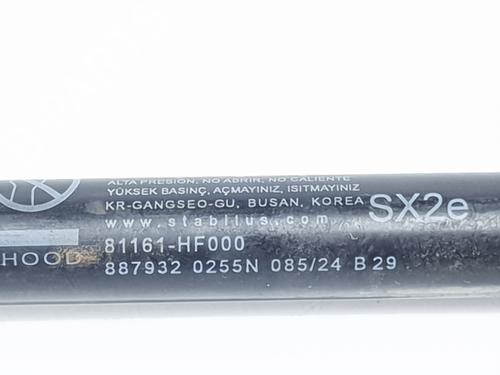 ALTA PRESION, NO ABRIR, NO CALIENTE
YÜKSEK BASINÇ, AÇMAYINIZ, ISITMAYINIZ
KR-GANGSEO-GU, BUSAN, KOREA
SX2e
www.stabilus.com
81161-HF000
HOOD
887932 0255N 085/24 B29